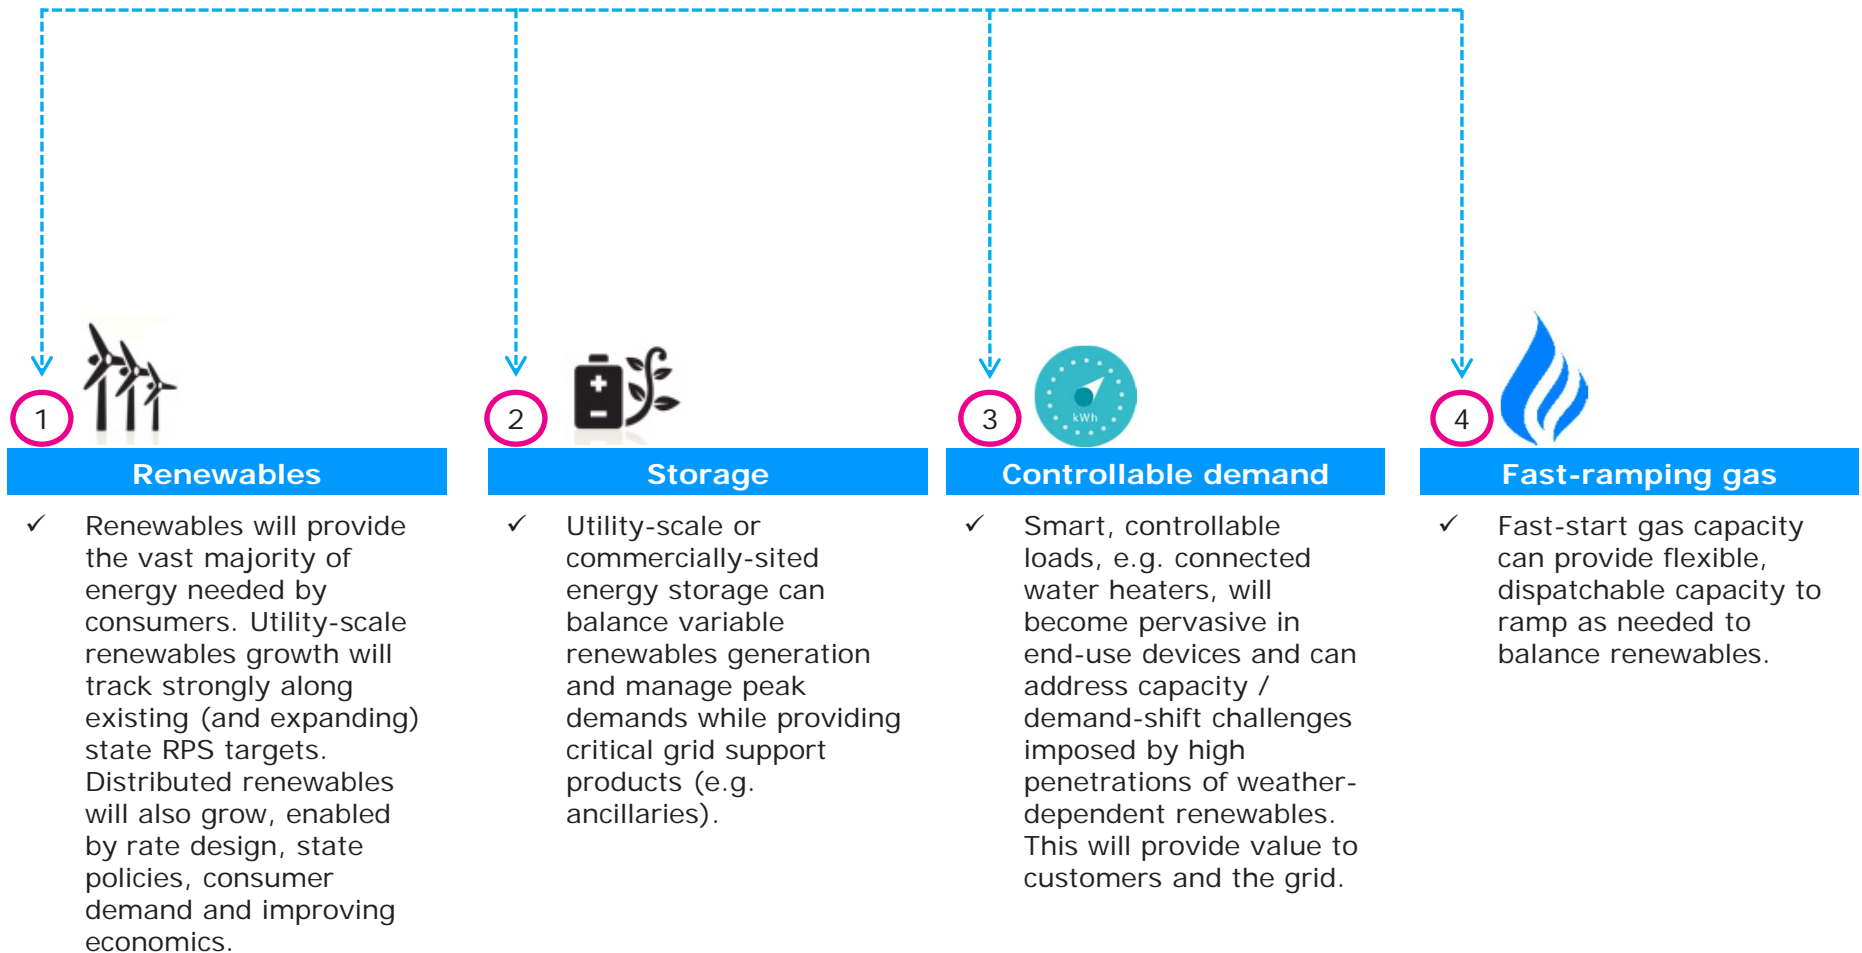 1
Renewables
✓ Renewables will provide
the vast majority of
energy needed by
consumers. Utility-scale
renewables growth will
track strongly along
existing (and expanding)
state RPS targets.
Distributed renewables
will also grow, enabled
by rate design, state
policies, consumer
demand and improving
economics.
2
Storage
✓ Utility-scale or
commercially-sited
energy storage can
balance variable
renewables generation
and manage peak
demands while providing
critical grid support
products (e.g.
ancillaries).
3
kWh
Controllable demand
✓ Smart, controllable
loads, e.g. connected
water heaters, will
become pervasive in
end-use devices and can
address capacity /
demand-shift challenges
imposed by high
penetrations of weather-
dependent renewables.
This will provide value to
customers and the grid.
4
Fast-ramping gas
✓ Fast-start gas capacity
can provide flexible,
dispatchable capacity to
ramp as needed to
balance renewables.